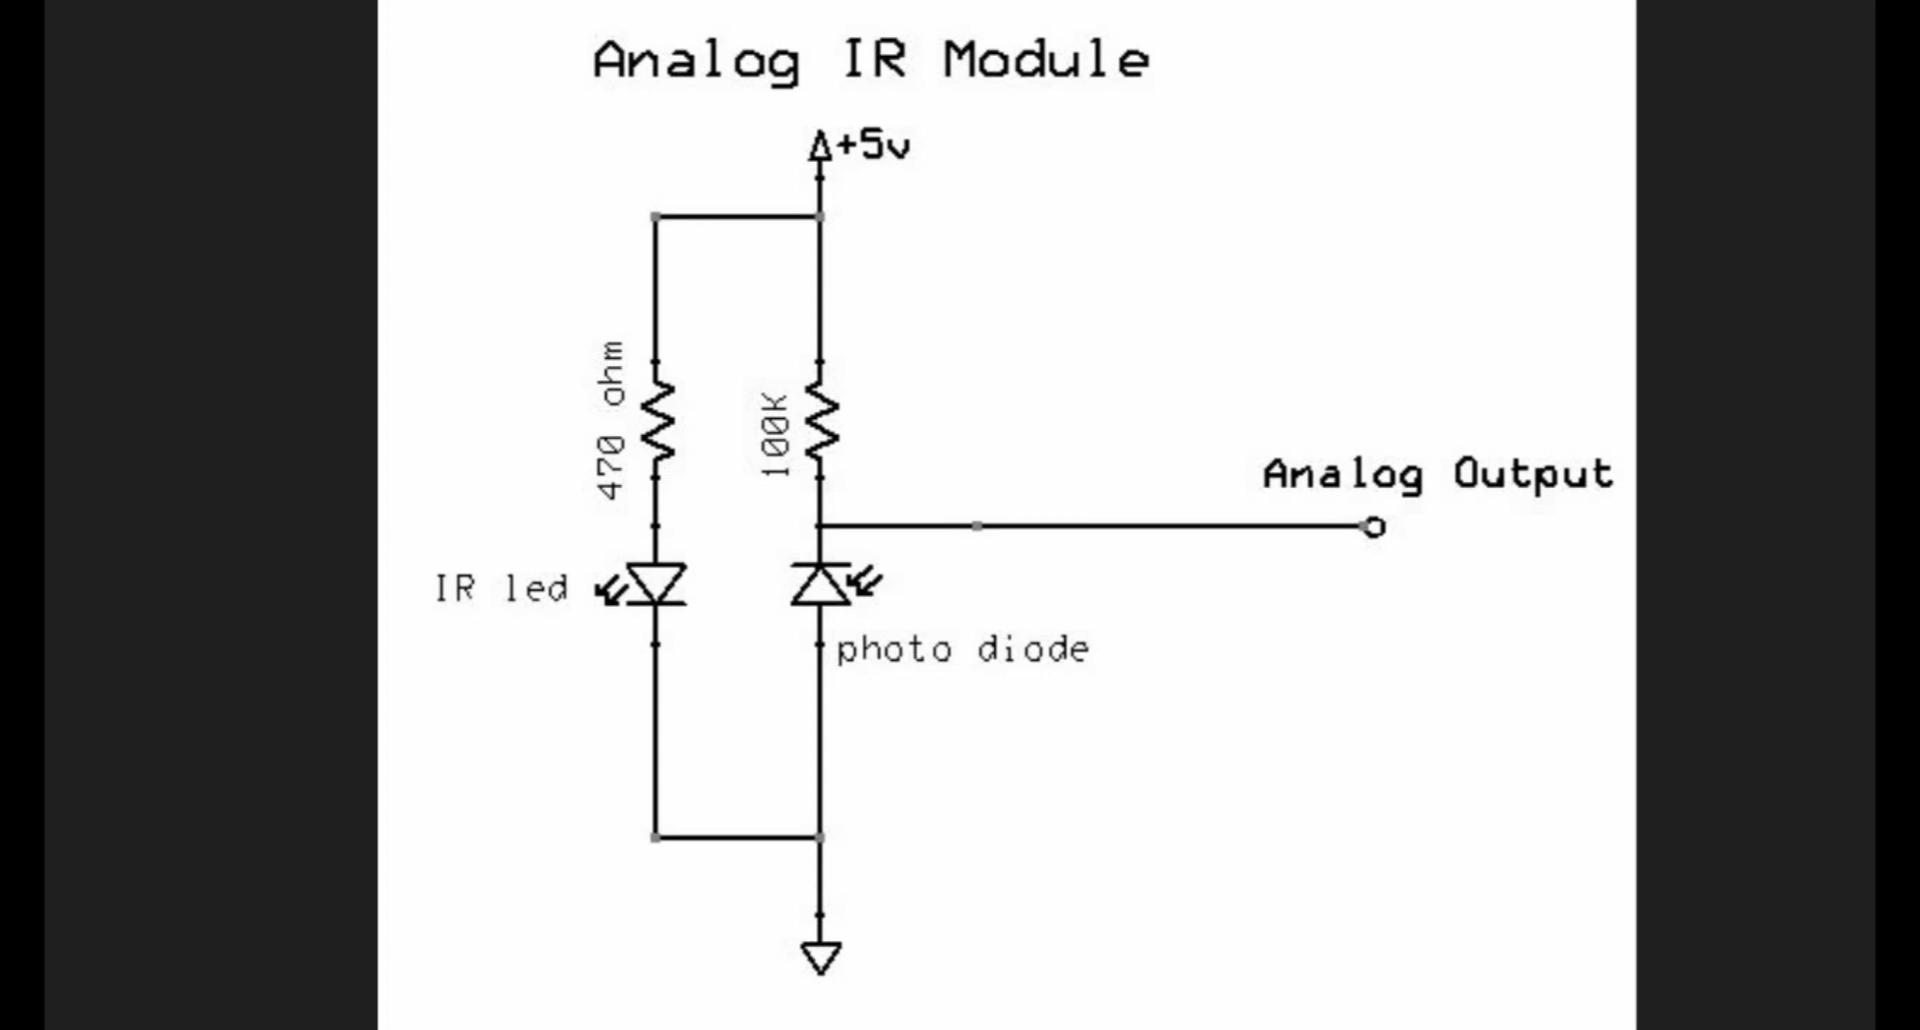 Analog IR Module
+5v
470 ohm
100K
Analog Output
IR led
photo diode